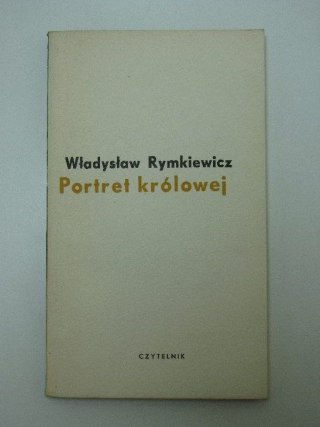 Władysław Rymkiewicz
Portret królowej
CZYTELNIK